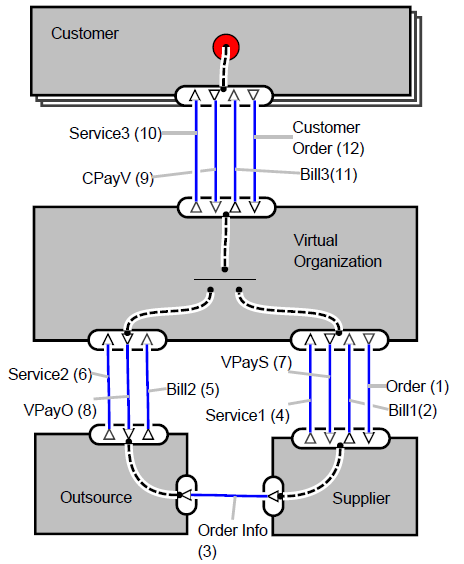 Customer
Service3 (10)
Customer
Order (12)
CPayV (9)
Bill3(11)
Virtual
Organization
VPayS (7)
Service2 (6)
Bill2 (5)
Order (1)
VPayO (8)
Service1 (4)
Bill1(2)
Outsource
Supplier
Order Info
(3)